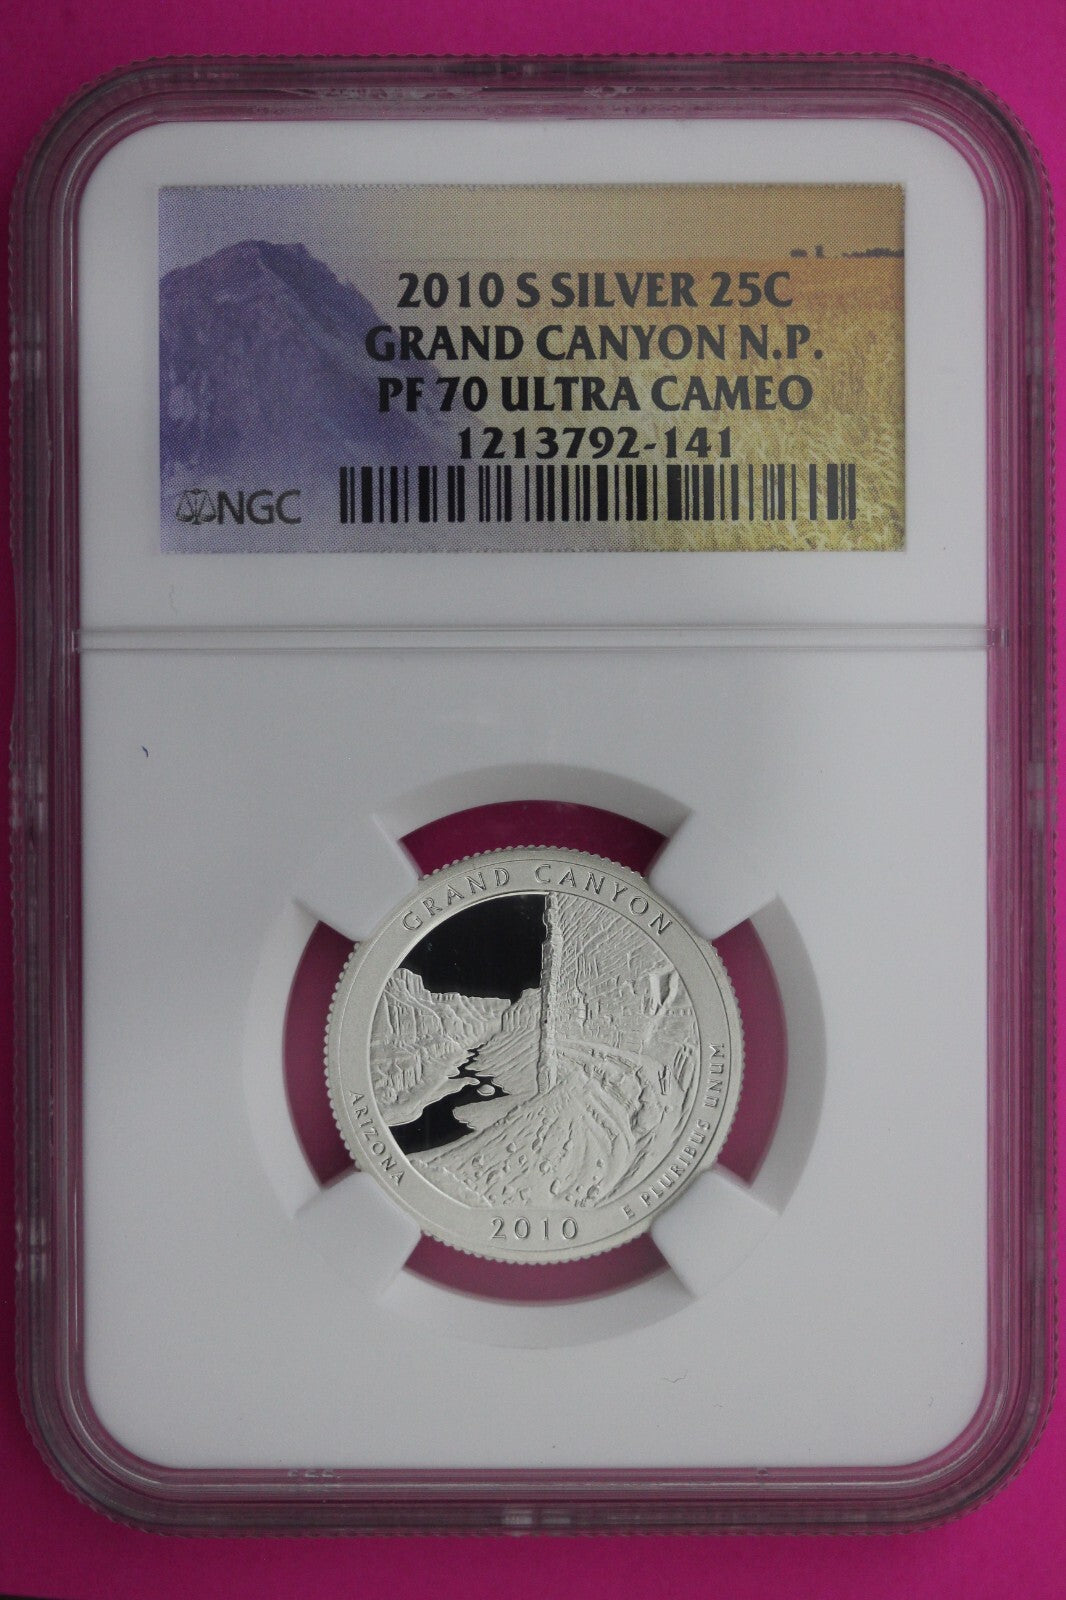 2010 S SILVER 25C
GRAND CANYON N.P.
PF 70 ULTRA CAMEO
1213792-141
NGC
GRAND CANYON
ARIZONA
2010
E PLURIBUS UNUM